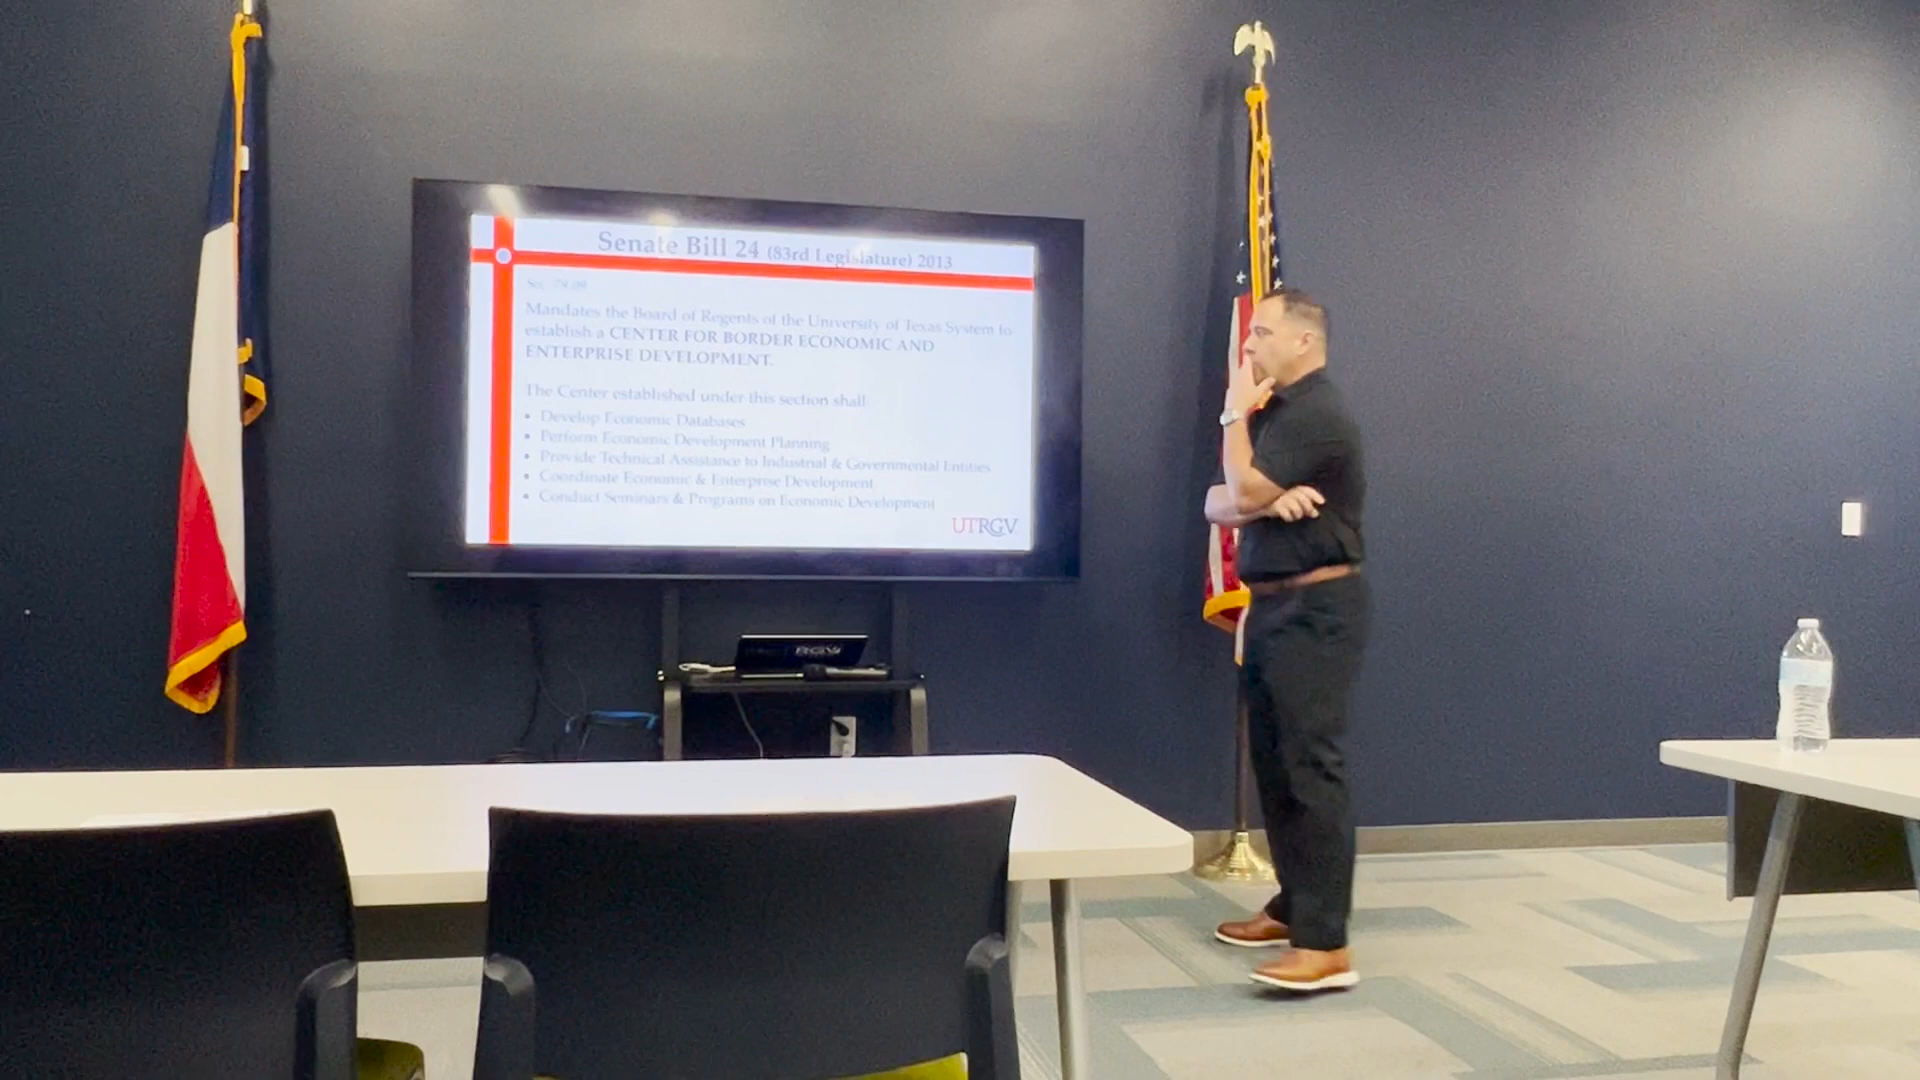 Senate Bill 24 (83rd Legislature) 2013
Mandates the Board of Regents of the University of Texas System to
establish a CENTER FOR BORDER ECONOMIC AND
ENTERPRISE DEVELOPMENT.
The Center established under this section shall
• Develop Economic Databases
• Perform Economic Development Planning
• Provide Technical Assistance to Industrial & Governmental Entities
• Coordinate Economic & Enterprise Development
• Conduct Seminars & Programs on Economic Development
UTRGV